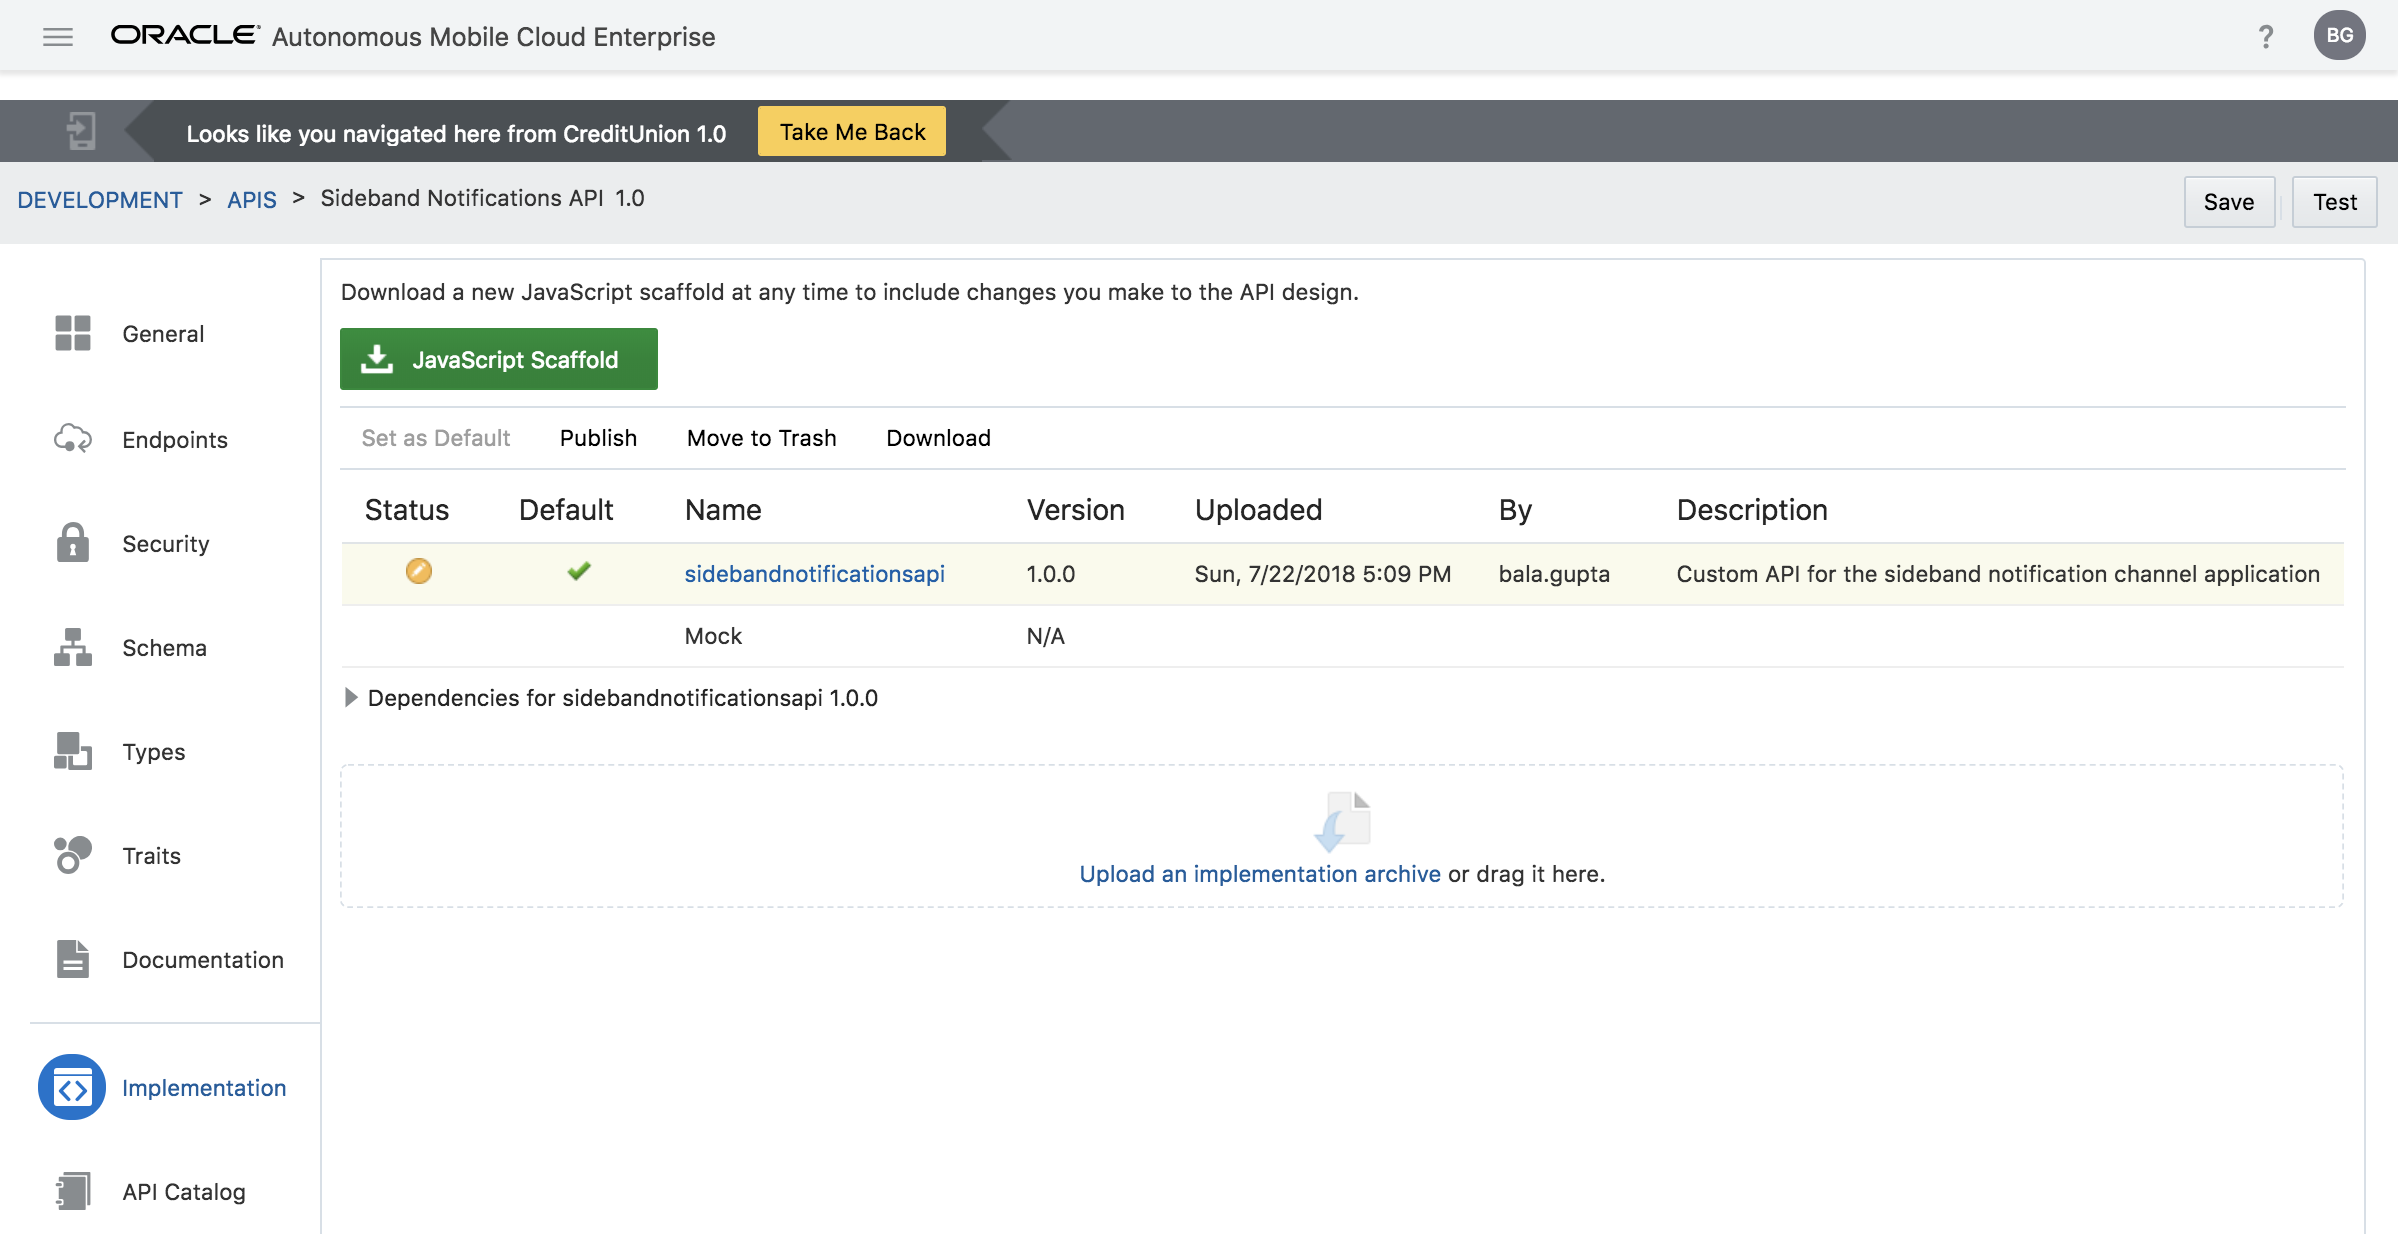 ORACLE® Autonomous Mobile Cloud Enterprise ? BG
Looks like you navigated here from CreditUnion 1.0 Take Me Back
DEVELOPMENT > APIS > Sideband Notifications API 1.0 Save Test
Download a new JavaScript scaffold at any time to include changes you make to the API design.
General
JavaScript Scaffold
Set as Default Publish Move to Trash Download
Endpoints
Status Default Name Version Uploaded By Description
Security
sidebandnotificationsapi 1.0.0 Sun, 7/22/2018 5:09 PM bala.gupta Custom API for the sideband notification channel application
Mock N/A
Schema
Dependencies for sidebandnotificationsapi 1.0.0
Types
Traits
Upload an implementation archive or drag it here.
Documentation
Implementation
API Catalog